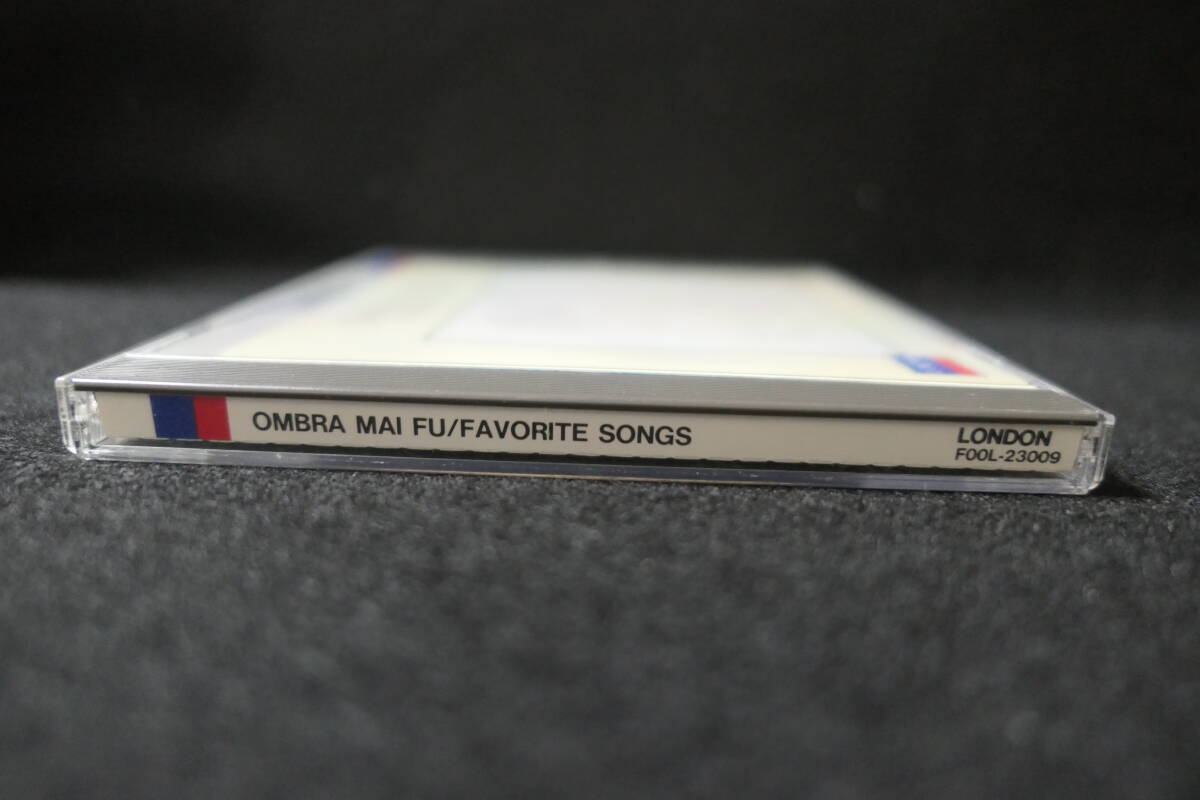 OMBRA MAI FU/FAVORITE SONGS
LONDON
F00L-23009